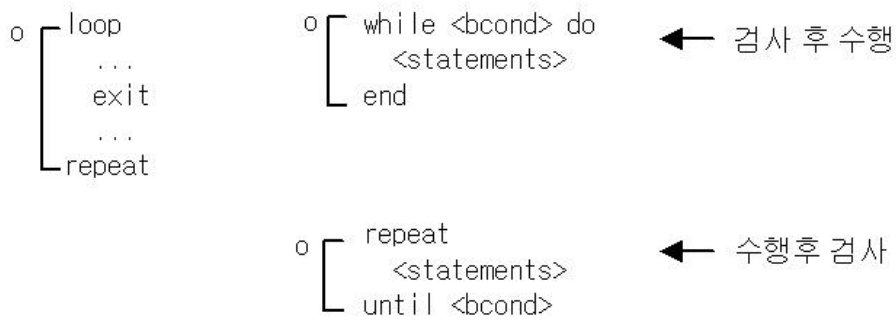 o loop
...
exit
...
repeat
o while <bcond> do
<statements>
end
검사 후 수행
o repeat
<statements>
until <bcond>
수행후 검사